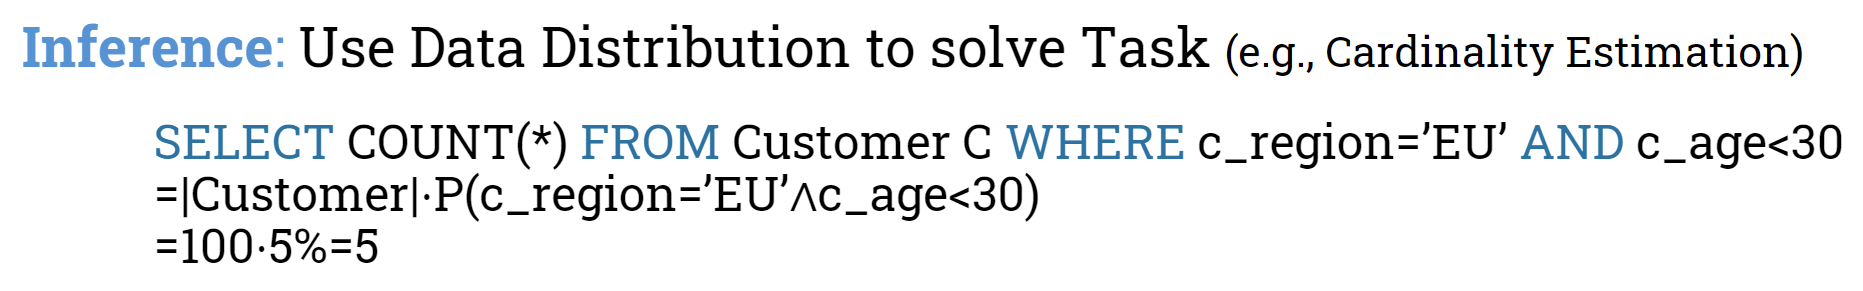 Inference: Use Data Distribution to solve Task (e.g., Cardinality Estimation)
SELECT COUNT(*) FROM Customer C WHERE c_region=’EU’ AND c_age<30
=|Customer|·P(c_region=’EU’∧c_age<30)
=100·5%=5